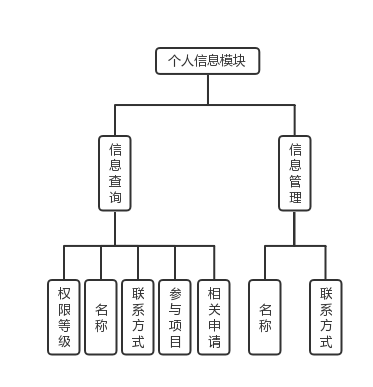 个人信息模块
信息查询
信息管理
权限等级
名称
联系方式
参与项目
相关申请
名称
联系方式